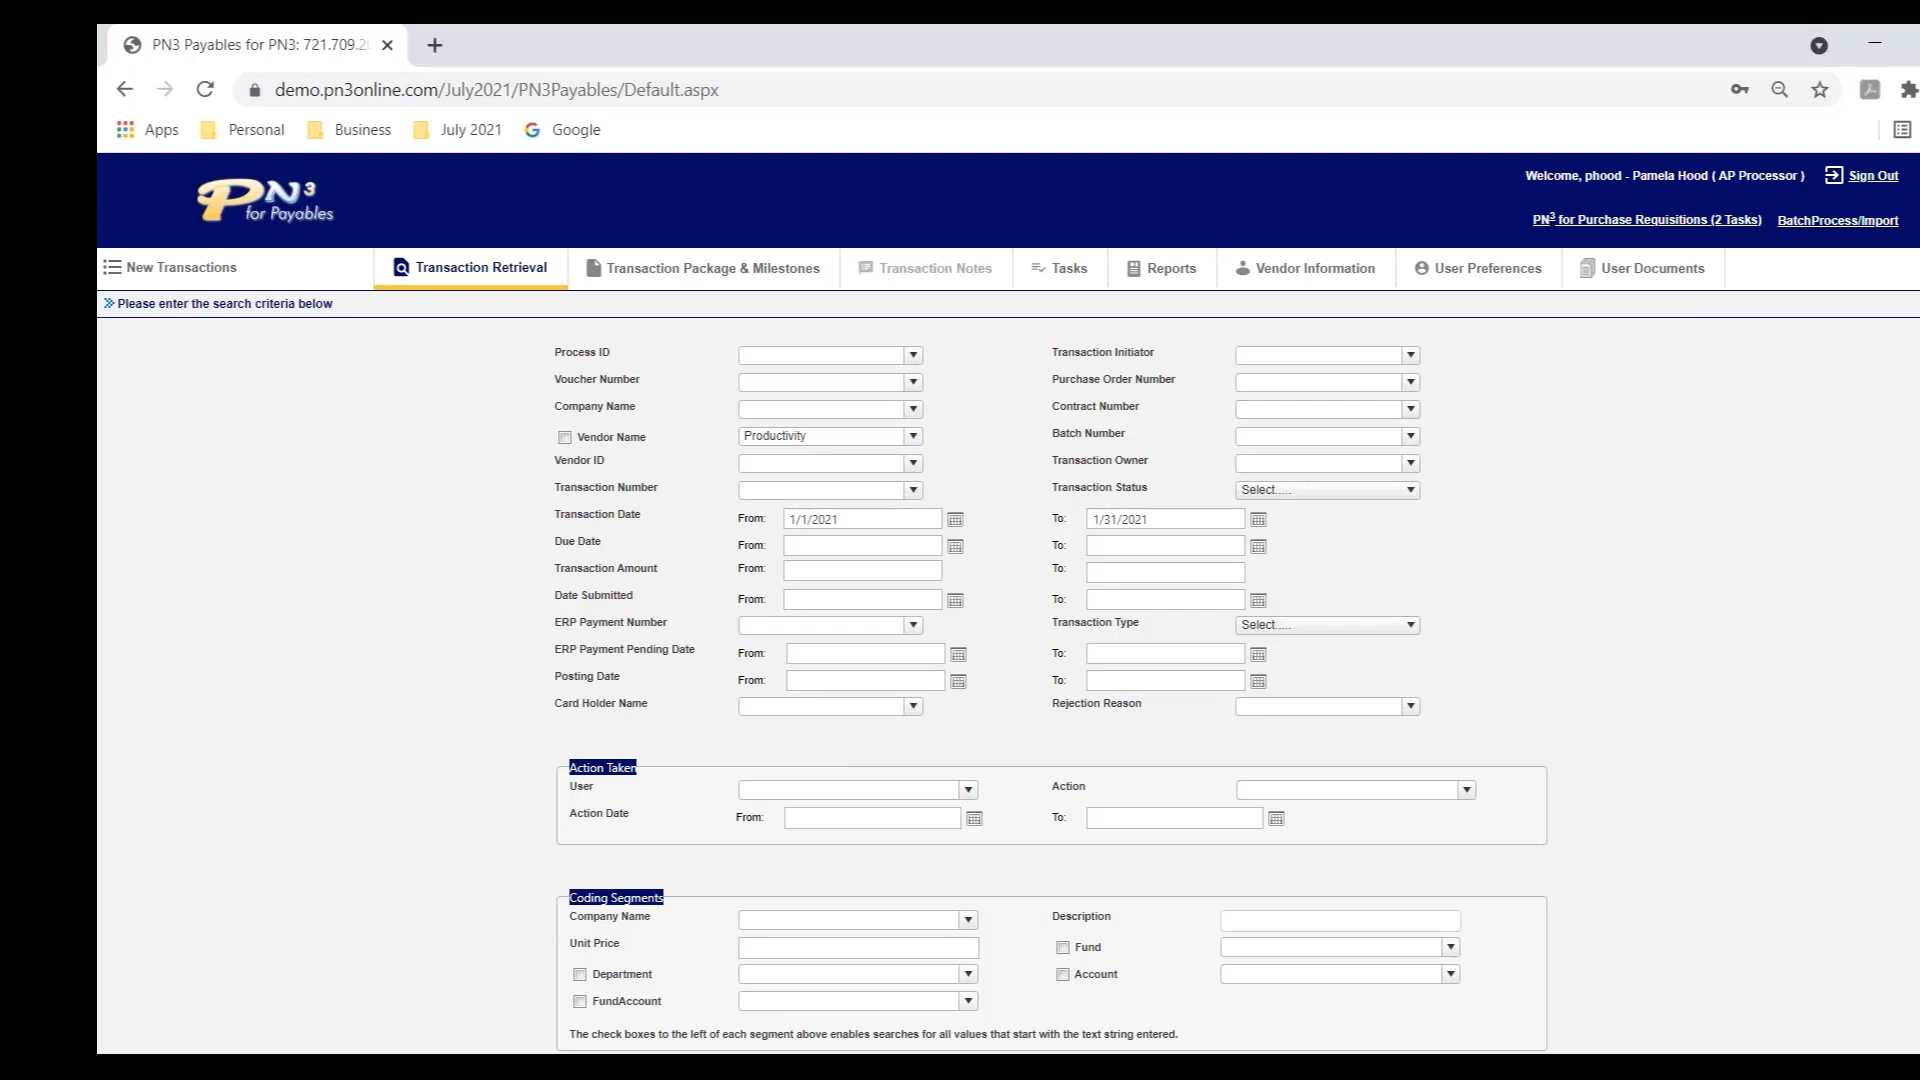 PN3 Payables for PN3: 721.709.20
demo.pn3online.com/July2021/PN3Payables/Default.aspx
Apps Personal Business July 2021 Google
PN3 for Payables
Welcome, phood - Pamela Hood ( AP Processor ) Sign Out
PN3 for Purchase Requisitions (2 Tasks) BatchProcess/Import
New Transactions Transaction Retrieval Transaction Package & Milestones Transaction Notes Tasks Reports Vendor Information User Preferences User Documents
Please enter the search criteria below
Process ID Transaction Initiator
Voucher Number Purchase Order Number
Company Name Contract Number
Vendor Name Productivity Batch Number
Vendor ID Transaction Owner
Transaction Number Transaction Status Select.....
Transaction Date From: 1/1/2021 To: 1/31/2021
Due Date From: To:
Transaction Amount From: To:
Date Submitted From: To:
ERP Payment Number Transaction Type Select.....
ERP Payment Pending Date From: To:
Posting Date From: To:
Card Holder Name Rejection Reason
Action Taken
User Action
Action Date From: To:
Coding Segments
Company Name Description
Unit Price Fund
Department Account
FundAccount
The check boxes to the left of each segment above enables searches for all values that start with the text string entered.